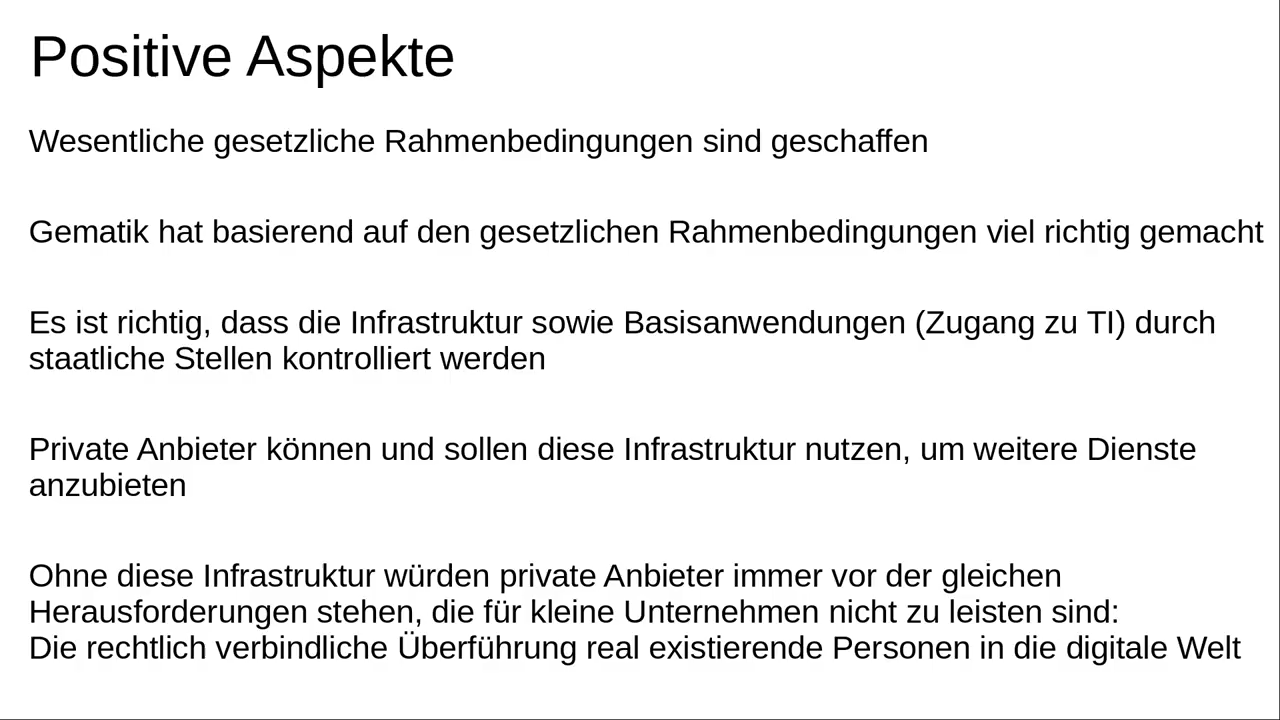 Positive Aspekte
Wesentliche gesetzliche Rahmenbedingungen sind geschaffen
Gematik hat basierend auf den gesetzlichen Rahmenbedingungen viel richtig gemacht
Es ist richtig, dass die Infrastruktur sowie Basisanwendungen (Zugang zu TI) durch
staatliche Stellen kontrolliert werden
Private Anbieter können und sollen diese Infrastruktur nutzen, um weitere Dienste
anzubieten
Ohne diese Infrastruktur würden private Anbieter immer vor der gleichen
Herausforderungen stehen, die für kleine Unternehmen nicht zu leisten sind:
Die rechtlich verbindliche Überführung real existierende Personen in die digitale Welt